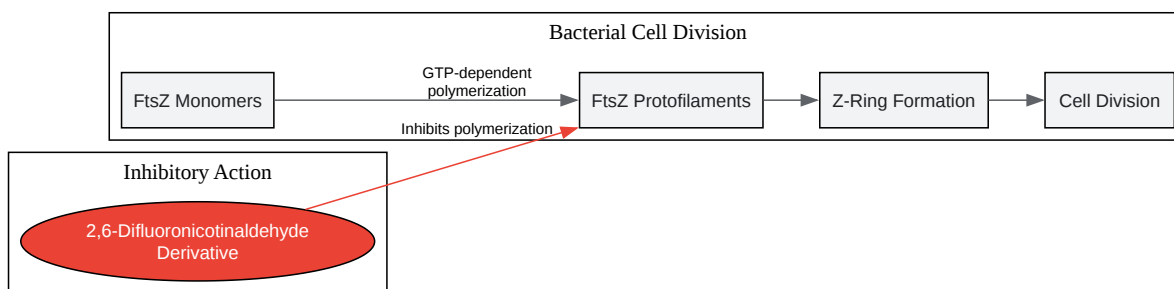 Bacterial Cell Division
GTP-dependent
polymerization
FtsZ Monomers
FtsZ Protofilaments
Z-Ring Formation
Cell Division
Inhibits polymerization
Inhibitory Action
2,6-Difluoronicotinaldehyde
Derivative